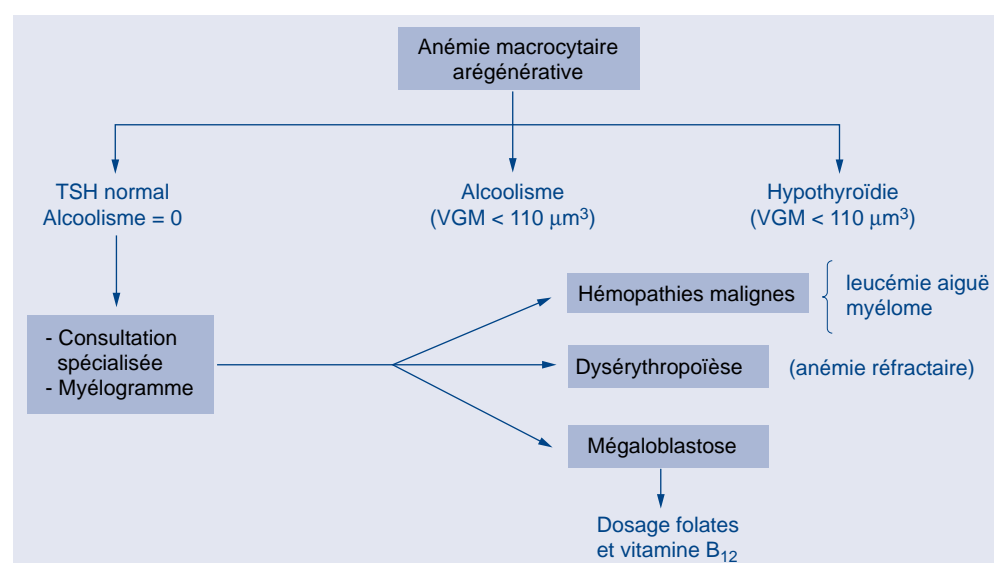 Anémie macrocytaire
arégénérative
TSH normal
Alcoolisme = 0
Alcoolisme
(VGM < 110 μm³)
Hypothyroïdie
(VGM < 110 μm³)
- Consultation
spécialisée
- Myélogramme
Hémopathies malignes
leucémie aiguë
myélome
Dysérythropoïèse
(anémie réfractaire)
Mégaloblastose
Dosage folates
et vitamine B₁₂